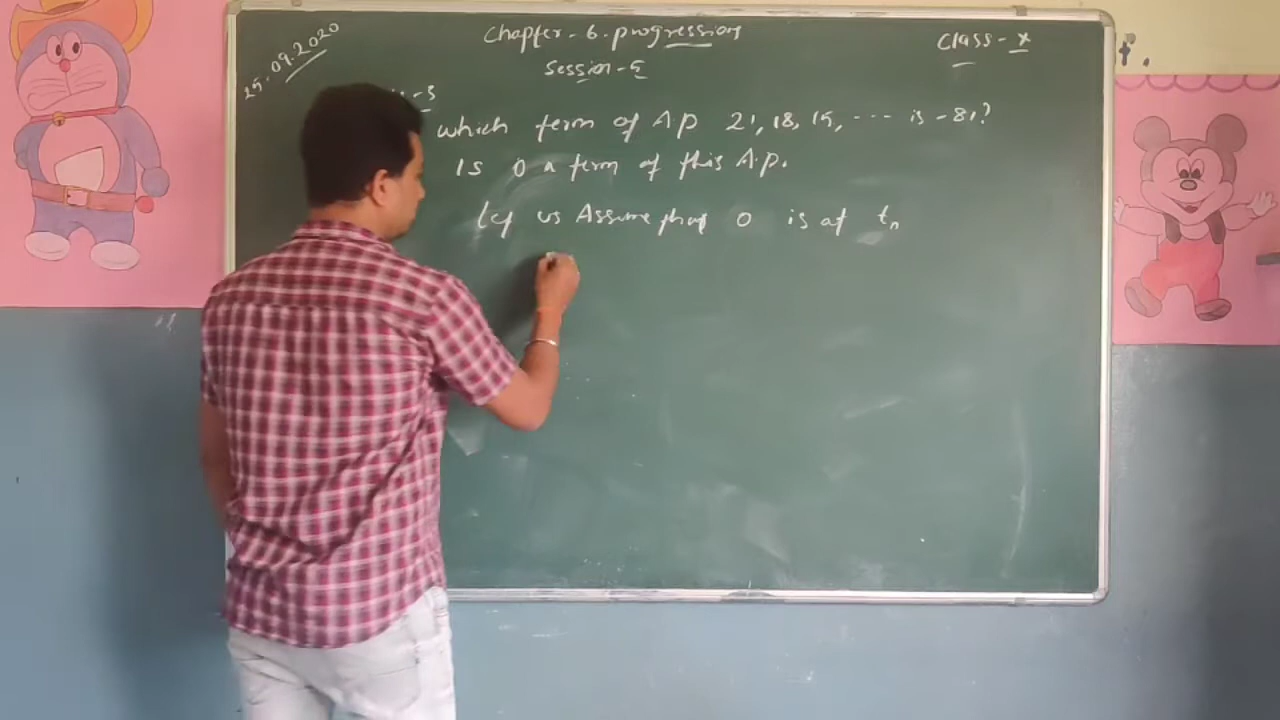 25.09.2020
Chapter-6. progressions
Class-X
Session-5
which term of AP 21, 18, 15, ... is -81?
Is 0 a term of this A.P.
Let us Assume that 0 is at tn